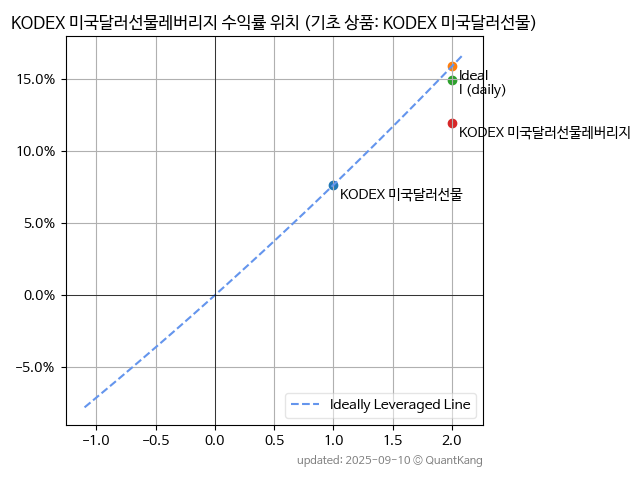 KODEX 미국달러선물레버리지 수익률 위치 (기초 상품: KODEX 미국달러선물)
15.0%
10.0%
5.0%
0.0%
−5.0%
Ideal
I (daily)
KODEX 미국달러선물레버리지
KODEX 미국달러선물
Ideally Leveraged Line
−1.0 −0.5 0.0 0.5 1.0 1.5 2.0
updated: 2025-09-10 © QuantKang